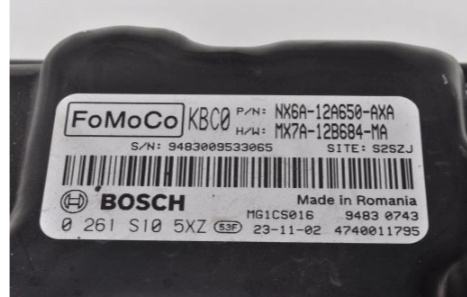 FoMoCo KBC0 P/N: NX6A-12A650-AXA
H/W: MX7A-12B684-MA
S/N: 9483009533065 SITE: S2SZJ
BOSCH Made in Romania
MG1CS016 9483 0743
0 261 S10 5XZ 53F 23-11-02 4740011795